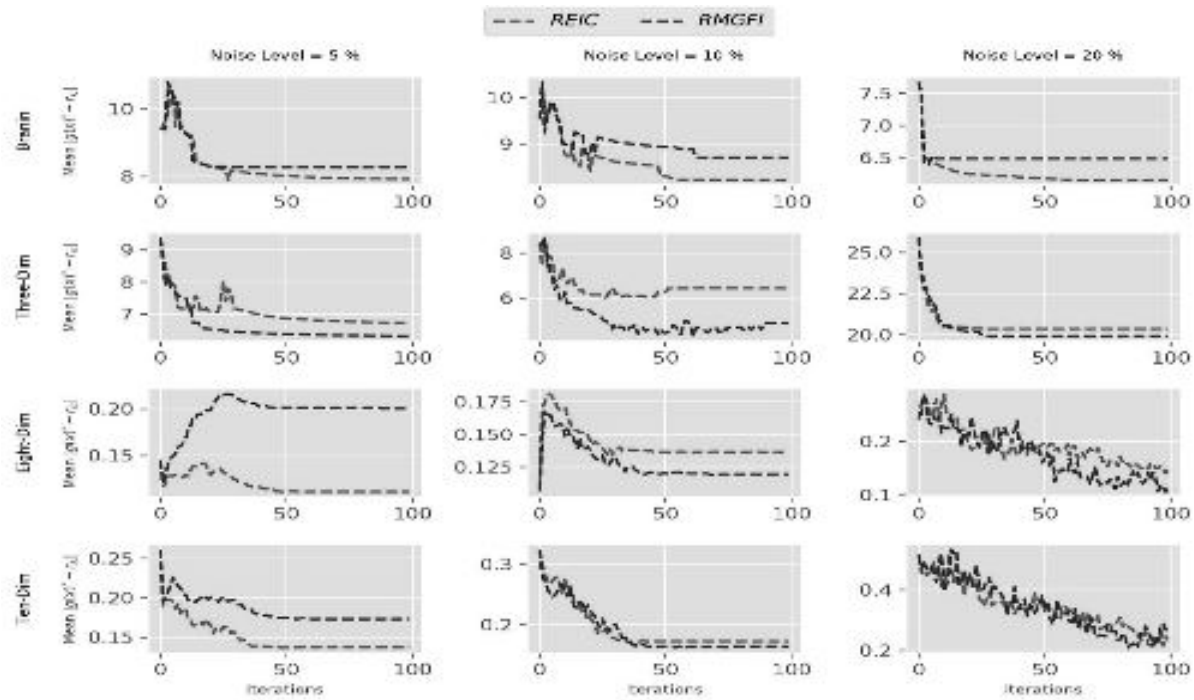 REIC RMGFI
Noise Level = 5 % Noise Level = 10 % Noise Level = 20 %
Branin
Mean |g(x)* − r
10
8
0 50 100
10
9
0 50 100
7.5
7.0
6.5
0 50 100
Three-Dim
Mean |g(x)* − r
9
8
7
0 50 100
8
6
0 50 100
25.0
22.5
20.0
0 50 100
Eight-Dim
Mean |g(x)* − r
0.20
0.15
0 50 100
0.175
0.150
0.125
0 50 100
0.2
0.1
0 50 100
Ten-Dim
Mean |g(x)* − r
0.25
0.20
0.15
0 50 100
Iterations
0.3
0.2
0 50 100
Iterations
0.4
0.2
0 50 100
Iterations